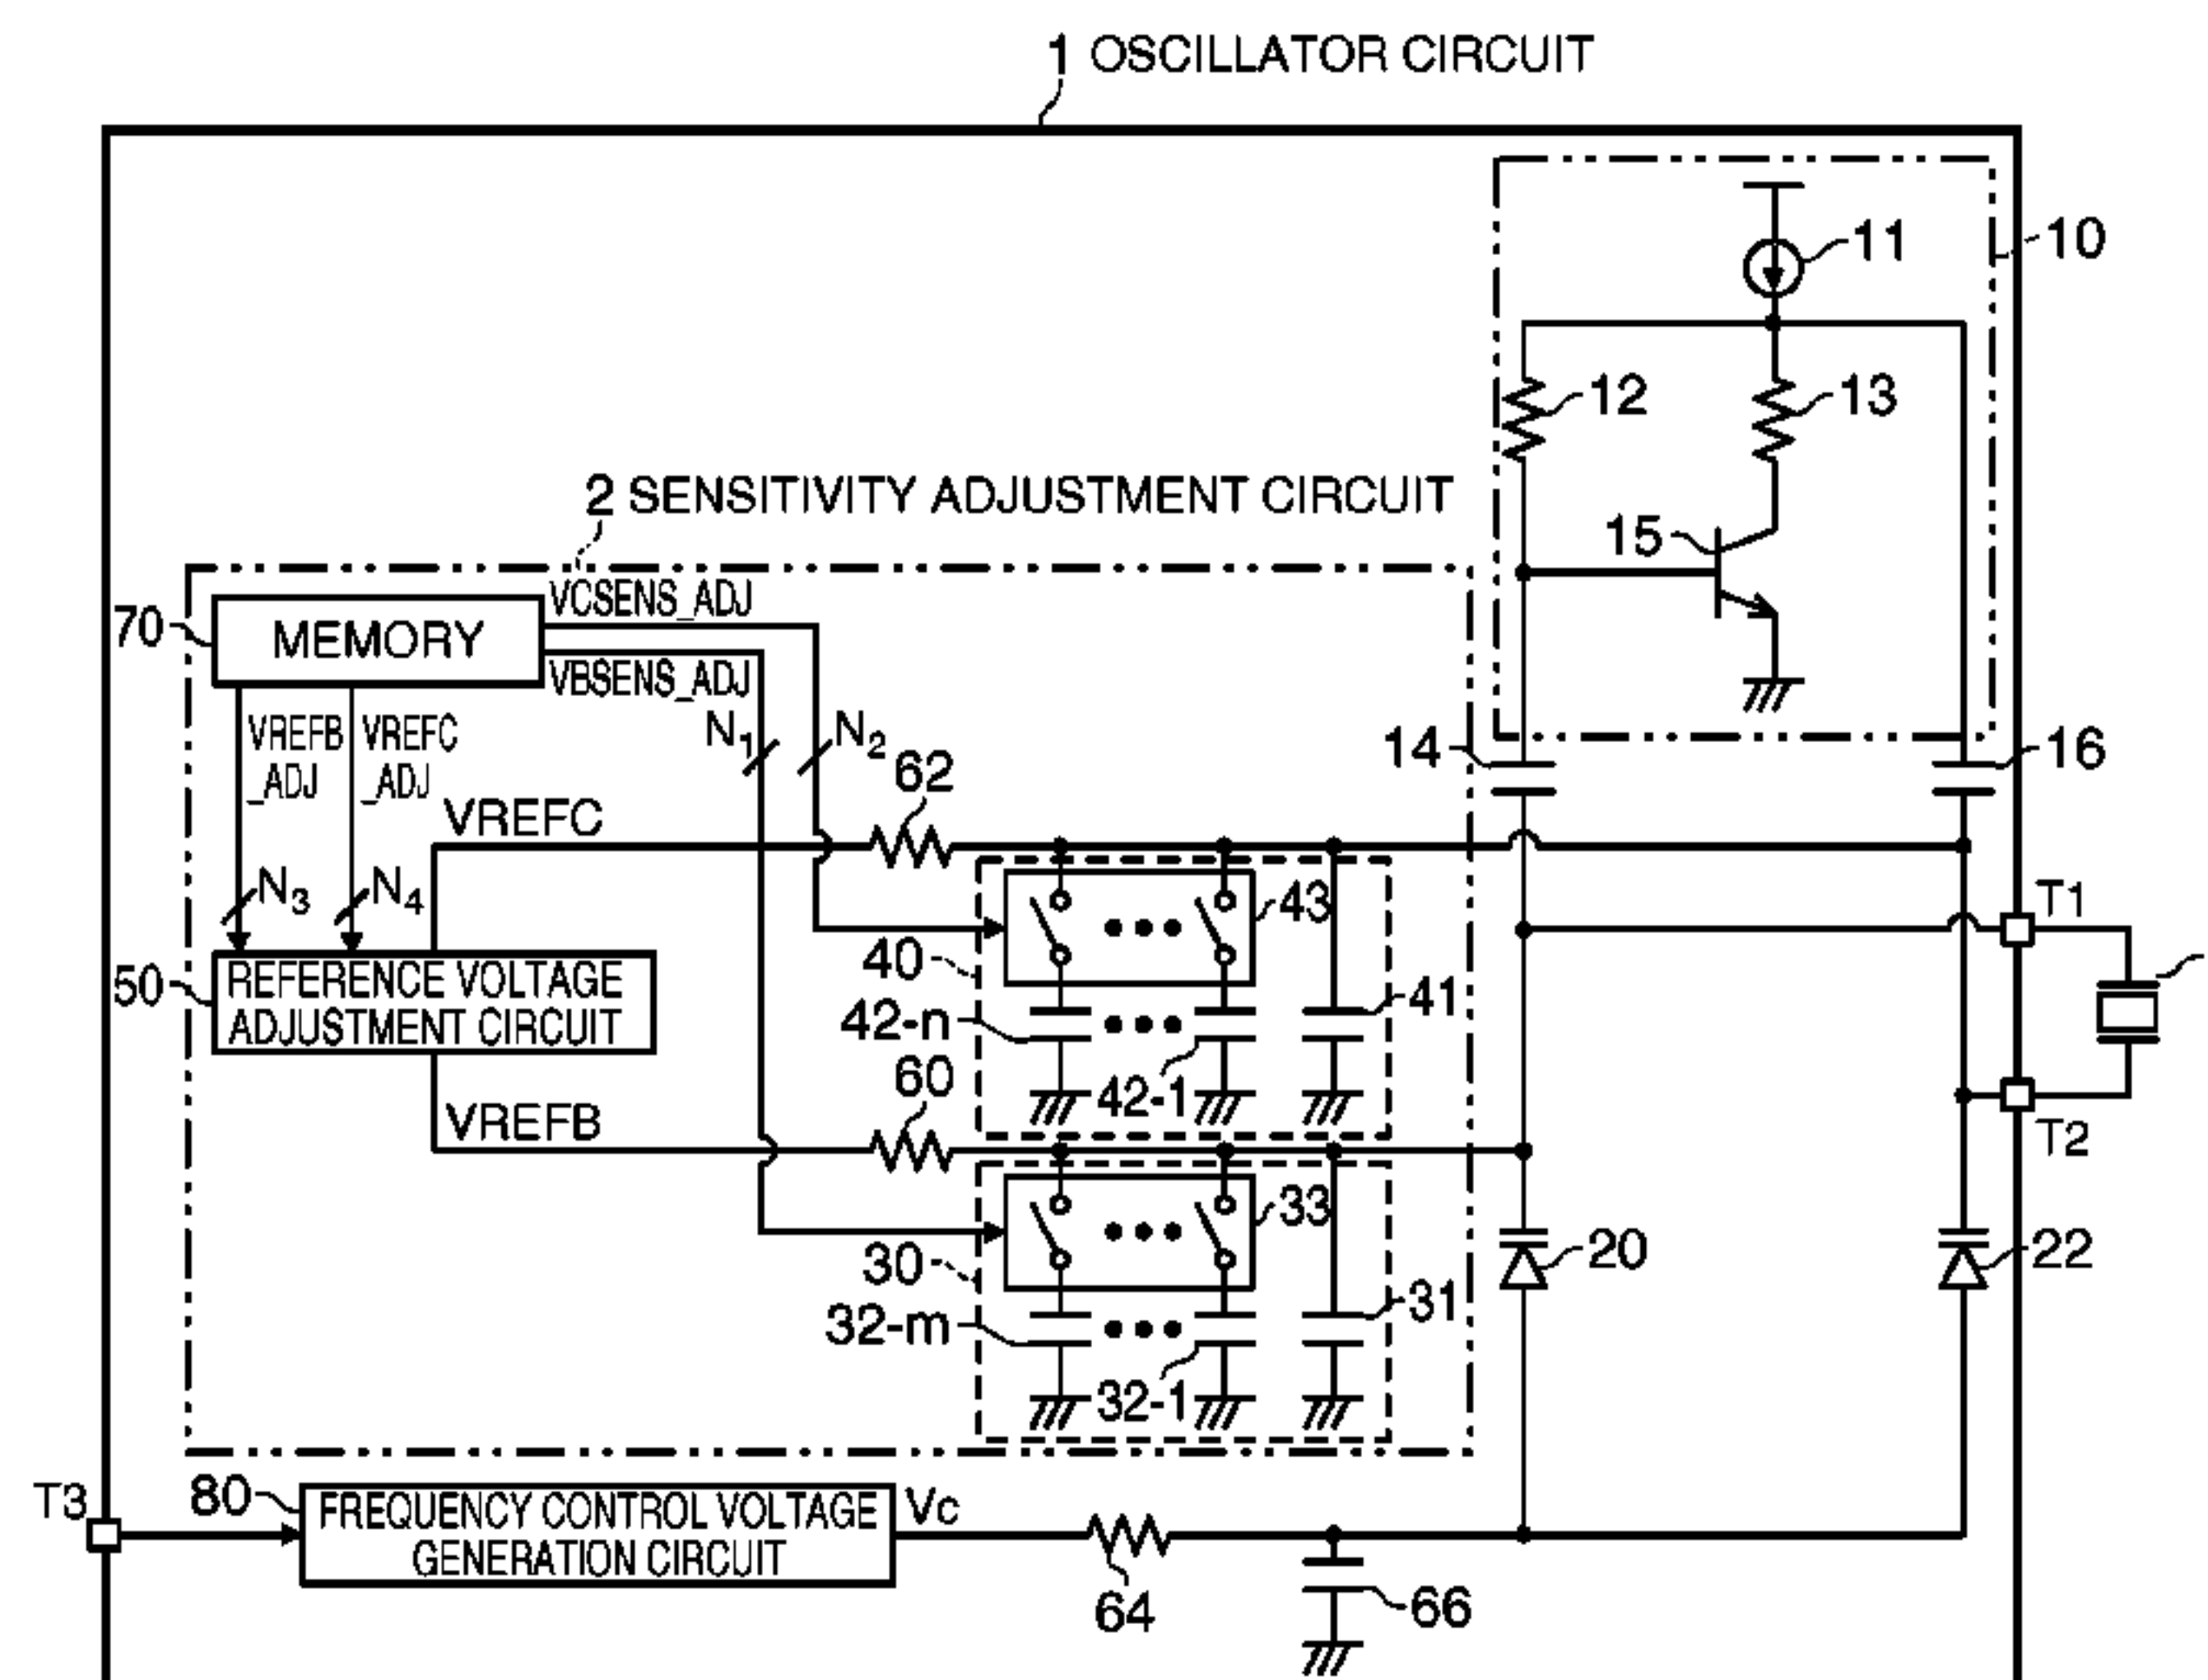 1 OSCILLATOR CIRCUIT
10
11
12
13
2 SENSITIVITY ADJUSTMENT CIRCUIT
15
70
MEMORY
VCSENS_ADJ
VBSENS_ADJ
VREFB
_ADJ
VREFC
_ADJ
N1
N2
14
16
62
VREFC
N3
N4
T1
43
40
50
REFERENCE VOLTAGE
ADJUSTMENT CIRCUIT
41
42-n
42-1
60
VREFB
T2
33
30
20
22
31
32-m
32-1
T3
80
FREQUENCY CONTROL VOLTAGE
GENERATION CIRCUIT
Vc
64
66